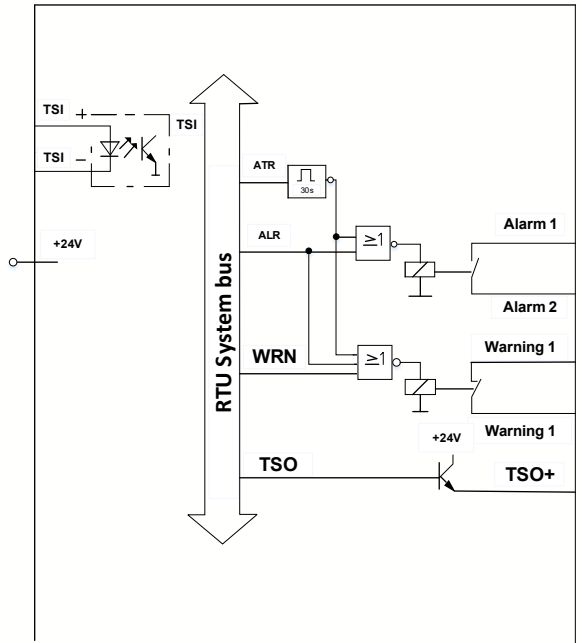 TSI +
TSI
TSI -
+24V
RTU System bus
ATR
30s
ALR
≥1
Alarm 1
Alarm 2
WRN
≥1
Warning 1
Warning 1
+24V
TSO
TSO+